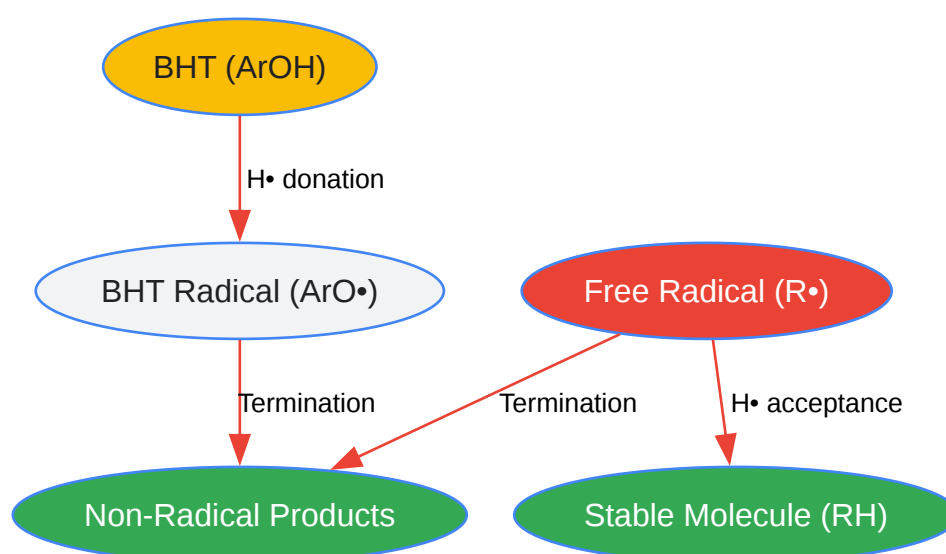 BHT (ArOH)
H• donation
BHT Radical (ArO•)
Free Radical (R•)
Termination
Termination
H• acceptance
Non-Radical Products
Stable Molecule (RH)